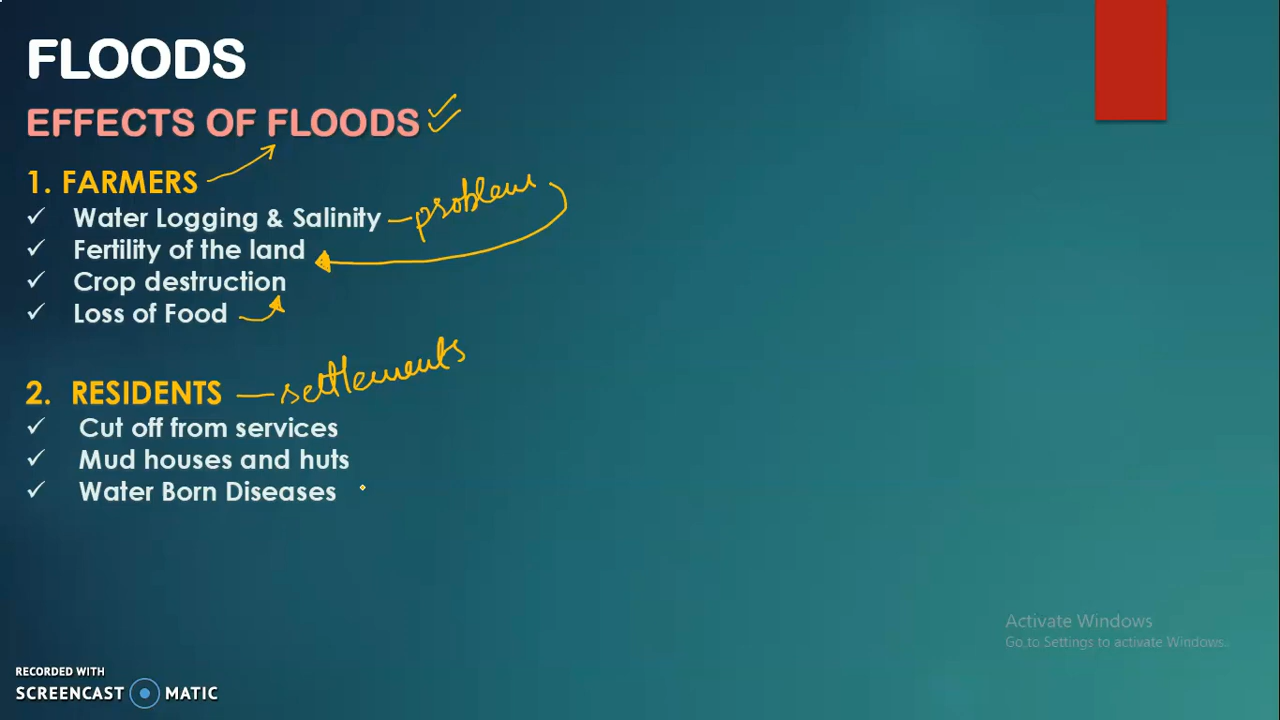 FLOODS
EFFECTS OF FLOODS
1. FARMERS
✓ Water Logging & Salinity – problem
✓ Fertility of the land
✓ Crop destruction
✓ Loss of Food
2. RESIDENTS – settlements
✓ Cut off from services
✓ Mud houses and huts
✓ Water Born Diseases
Activate Windows
Go to Settings to activate Windows.
RECORDED WITH
SCREENCAST MATIC